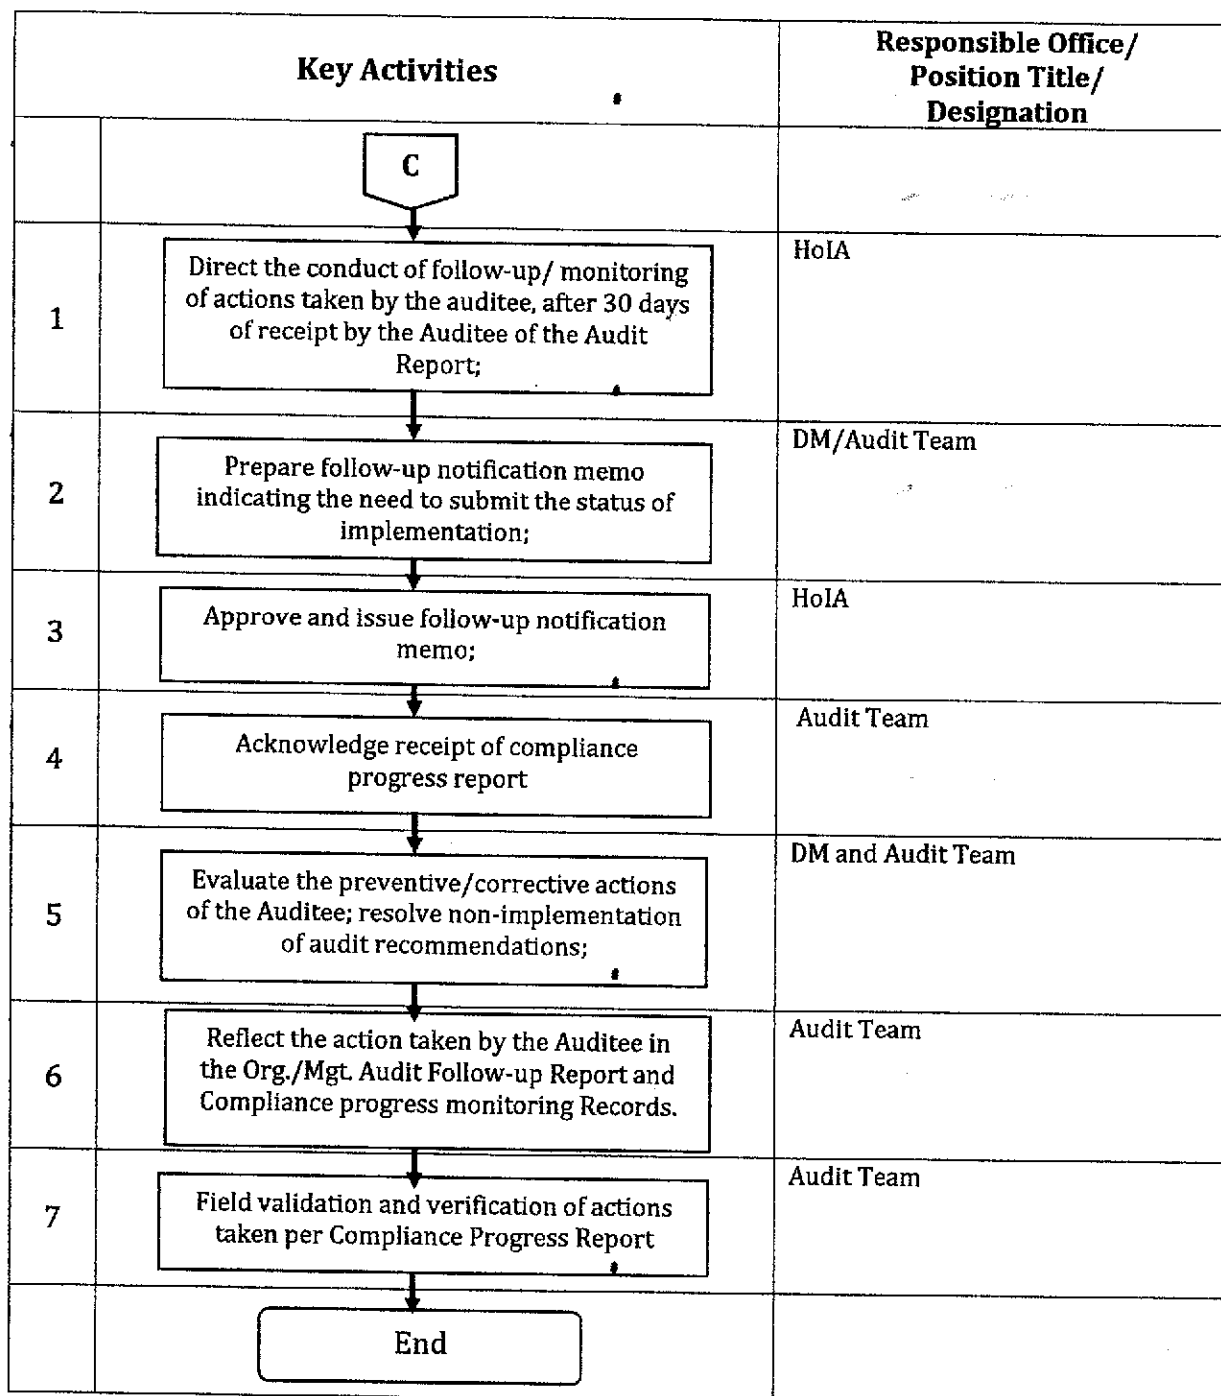 Key Activities
Responsible Office/
Position Title/
Designation
C
1
Direct the conduct of follow-up/ monitoring
of actions taken by the auditee, after 30 days
of receipt by the Auditee of the Audit
Report;
HoIA
2
Prepare follow-up notification memo
indicating the need to submit the status of
implementation;
DM/Audit Team
3
Approve and issue follow-up notification
memo;
HoIA
4
Acknowledge receipt of compliance
progress report
Audit Team
5
Evaluate the preventive/corrective actions
of the Auditee; resolve non-implementation
of audit recommendations;
DM and Audit Team
6
Reflect the action taken by the Auditee in
the Org./Mgt. Audit Follow-up Report and
Compliance progress monitoring Records.
Audit Team
7
Field validation and verification of actions
taken per Compliance Progress Report
Audit Team
End